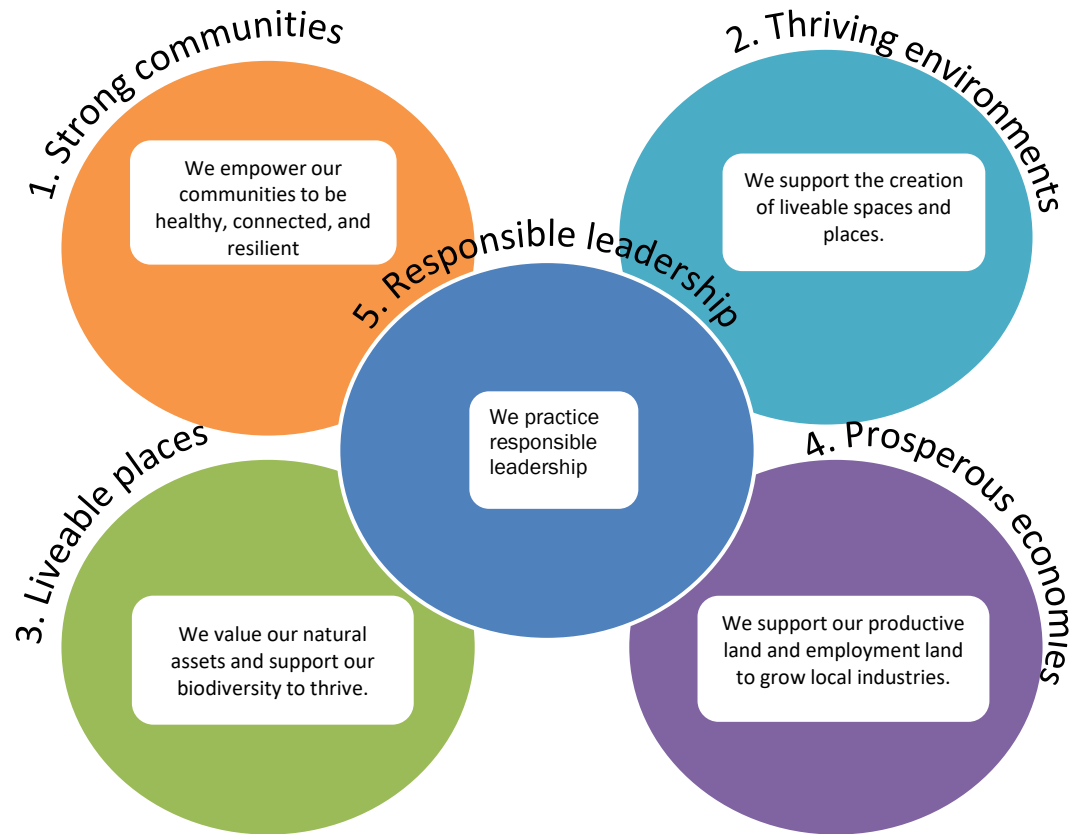 1. Strong communities
We empower our
communities to be
healthy, connected, and
resilient
2. Thriving environments
We support the creation
of liveable spaces and
places.
5. Responsible leadership
We practice
responsible
leadership
3. Liveable places
We value our natural
assets and support our
biodiversity to thrive.
4. Prosperous economies
We support our productive
land and employment land
to grow local industries.